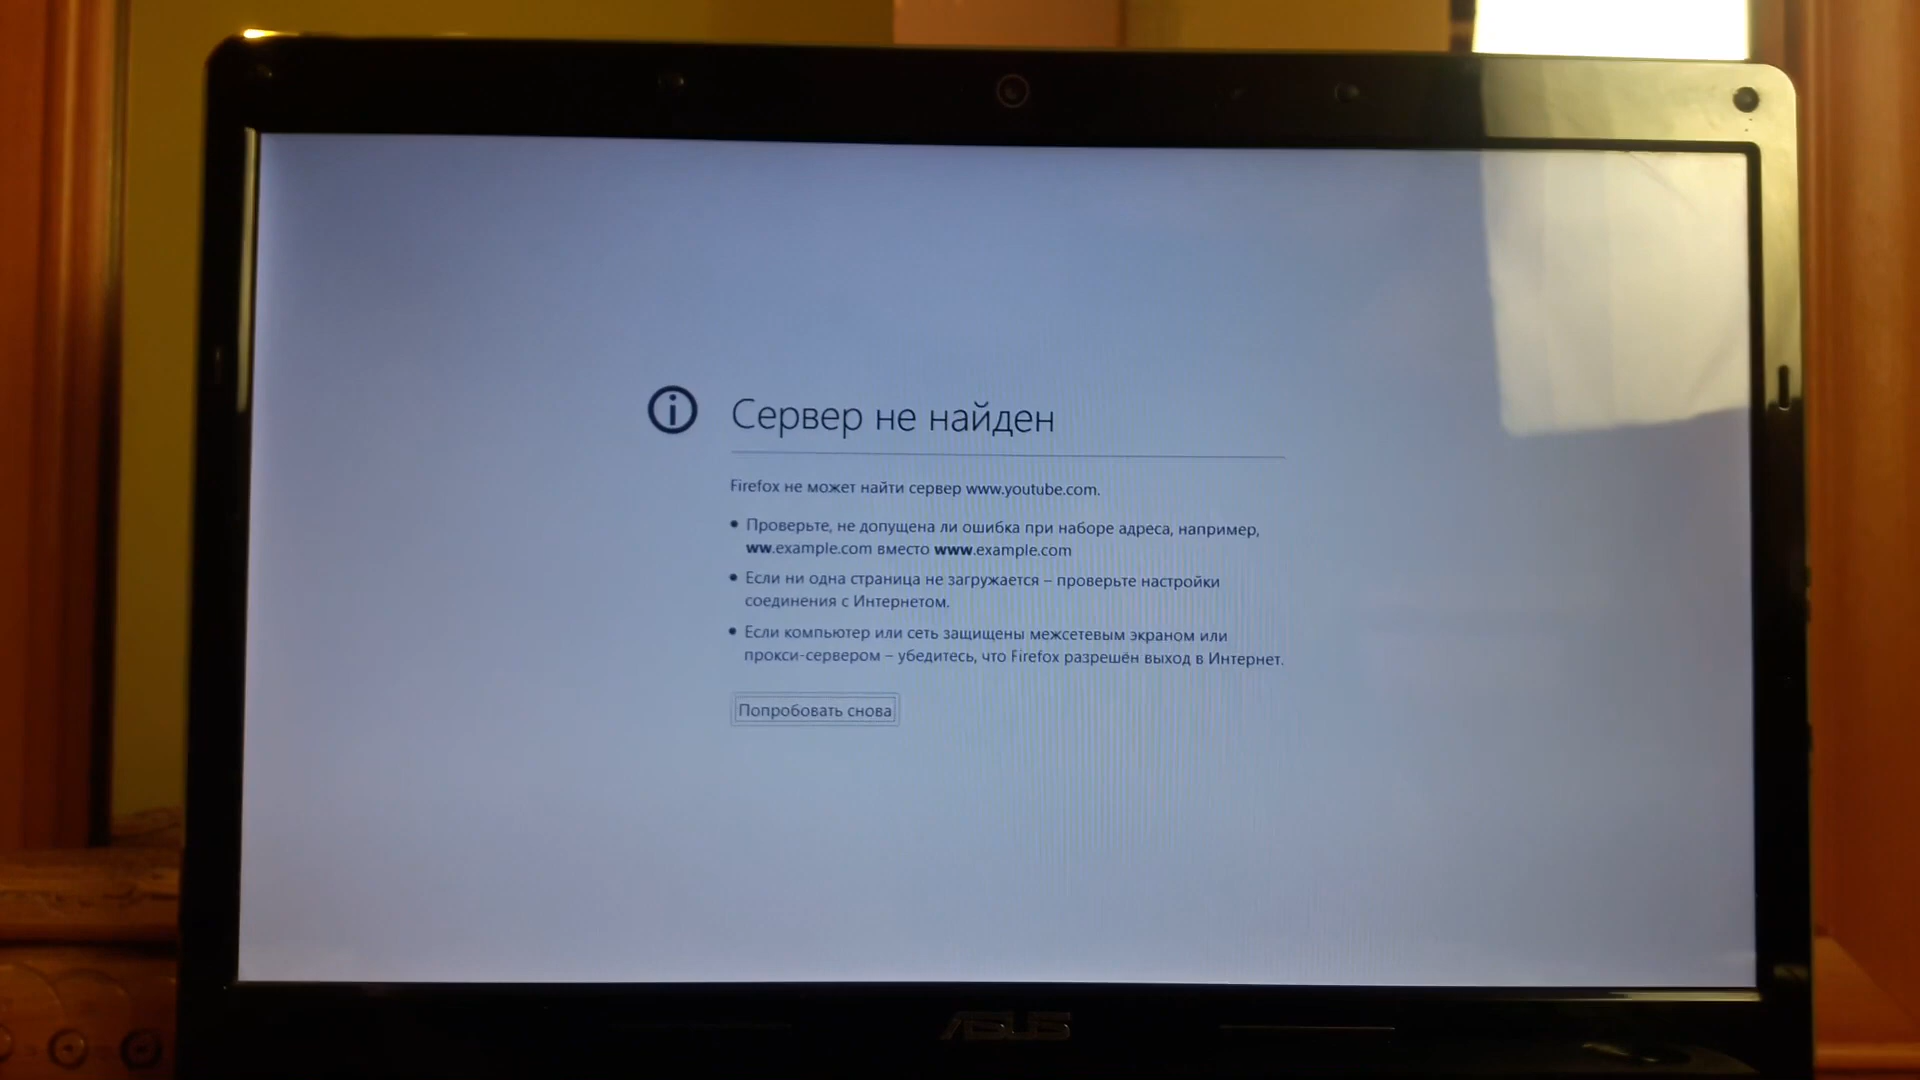 Сервер не найден
Firefox не может найти сервер www.youtube.com.
• Проверьте, не допущена ли ошибка при наборе адреса, например,
ww.example.com вместо www.example.com
• Если ни одна страница не загружается – проверьте настройки
соединения с Интернетом.
• Если компьютер или сеть защищены межсетевым экраном или
прокси-сервером – убедитесь, что Firefox разрешён выход в Интернет.
Попробовать снова
ASUS